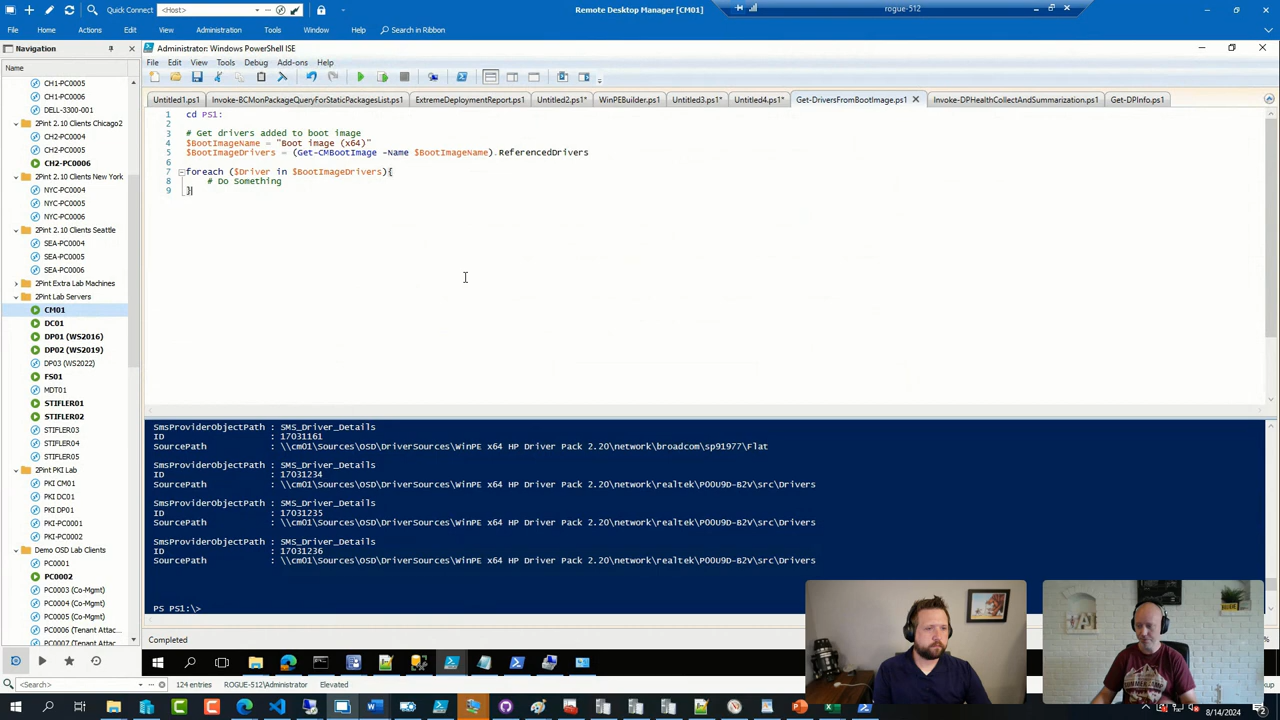 Quick Connect
<Host>
Remote Desktop Manager [CM01]
rogue-512
File
Home
Actions
Edit
View
Administration
Tools
Window
Help
Search in Ribbon
Navigation
Name
CH1-PC0005
CH1-PC0006
DELL-3300-001
2Pint 2.10 Clients Chicago2
CH2-PC0004
CH2-PC0005
CH2-PC0006
2Pint 2.10 Clients New York
NYC-PC0004
NYC-PC0005
NYC-PC0006
2Pint 2.10 Clients Seattle
SEA-PC0004
SEA-PC0005
SEA-PC0006
2Pint Extra Lab Machines
2Pint Lab Servers
CM01
DC01
DP01 (WS2016)
DP02 (WS2019)
DP03 (WS2022)
FS01
MDT01
STIFLER01
STIFLER02
STIFLER03
STIFLER04
STIFLER05
2Pint PKI Lab
PKI CM01
PKI DC01
PKI DP01
PKI-PC0001
PKI-PC0002
Demo OSD Lab Clients
PC0001
PC0002
PC0003 (Co-Mgmt)
PC0004 (Co-Mgmt)
PC0005 (Co-Mgmt)
PC0006 (Tenant Attac...
PC0007 (Tenant Attac...
<Search>
Administrator: Windows PowerShell ISE
File Edit View Tools Debug Add-ons Help
Untitled1.ps1
Invoke-BCMonPackageQueryForStaticPackagesList.ps1
ExtremeDeploymentReport.ps1
Untitled2.ps1*
WinPEBuilder.ps1
Untitled3.ps1*
Untitled4.ps1*
Get-DriversFromBootImage.ps1
Invoke-DPHealthCollectAndSummarization.ps1
Get-DPInfo.ps1
1 cd PS1:
2
3 # Get drivers added to boot image
4 $BootImageName = "Boot image (x64)"
5 $BootImageDrivers = (Get-CMBootImage -Name $BootImageName).ReferencedDrivers
6
7 foreach ($Driver in $BootImageDrivers){
8 # Do Something
9 }
SmsProviderObjectPath : SMS_Driver_Details
ID : 17031161
SourcePath : \\cm01\Sources\OSD\DriverSources\WinPE x64 HP Driver Pack 2.20\network\broadcom\sp91977\Flat
SmsProviderObjectPath : SMS_Driver_Details
ID : 17031234
SourcePath : \\cm01\Sources\OSD\DriverSources\WinPE x64 HP Driver Pack 2.20\network\realtek\P00U9D-B2V\src\Drivers
SmsProviderObjectPath : SMS_Driver_Details
ID : 17031235
SourcePath : \\cm01\Sources\OSD\DriverSources\WinPE x64 HP Driver Pack 2.20\network\realtek\P00U9D-B2V\src\Drivers
SmsProviderObjectPath : SMS_Driver_Details
ID : 17031236
SourcePath : \\cm01\Sources\OSD\DriverSources\WinPE x64 HP Driver Pack 2.20\network\realtek\P00U9D-B2V\src\Drivers
PS PS1:\>
Completed
124 entries
ROGUE-512\Administrator
Elevated
8/14/2024